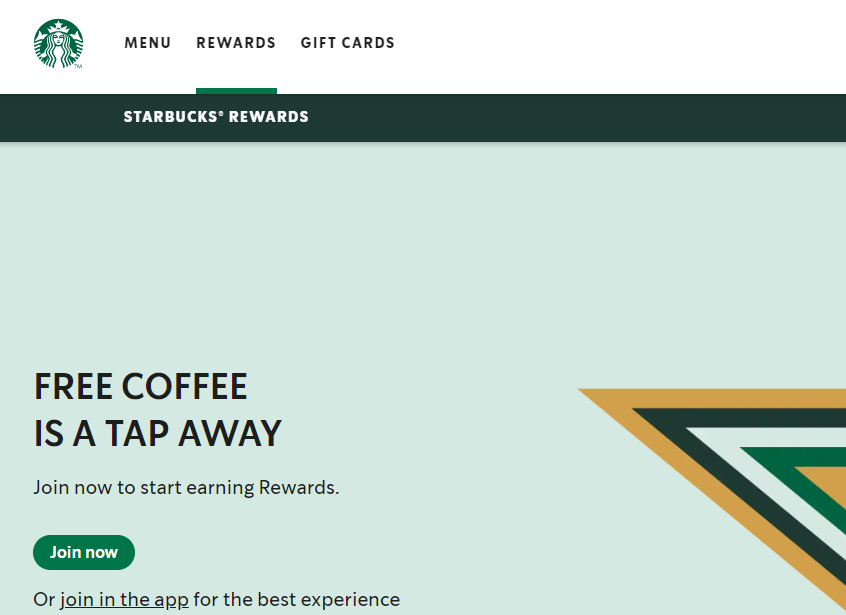 MENU REWARDS GIFT CARDS
STARBUCKS® REWARDS
FREE COFFEE
IS A TAP AWAY
Join now to start earning Rewards.
Join now
Or join in the app for the best experience
TM